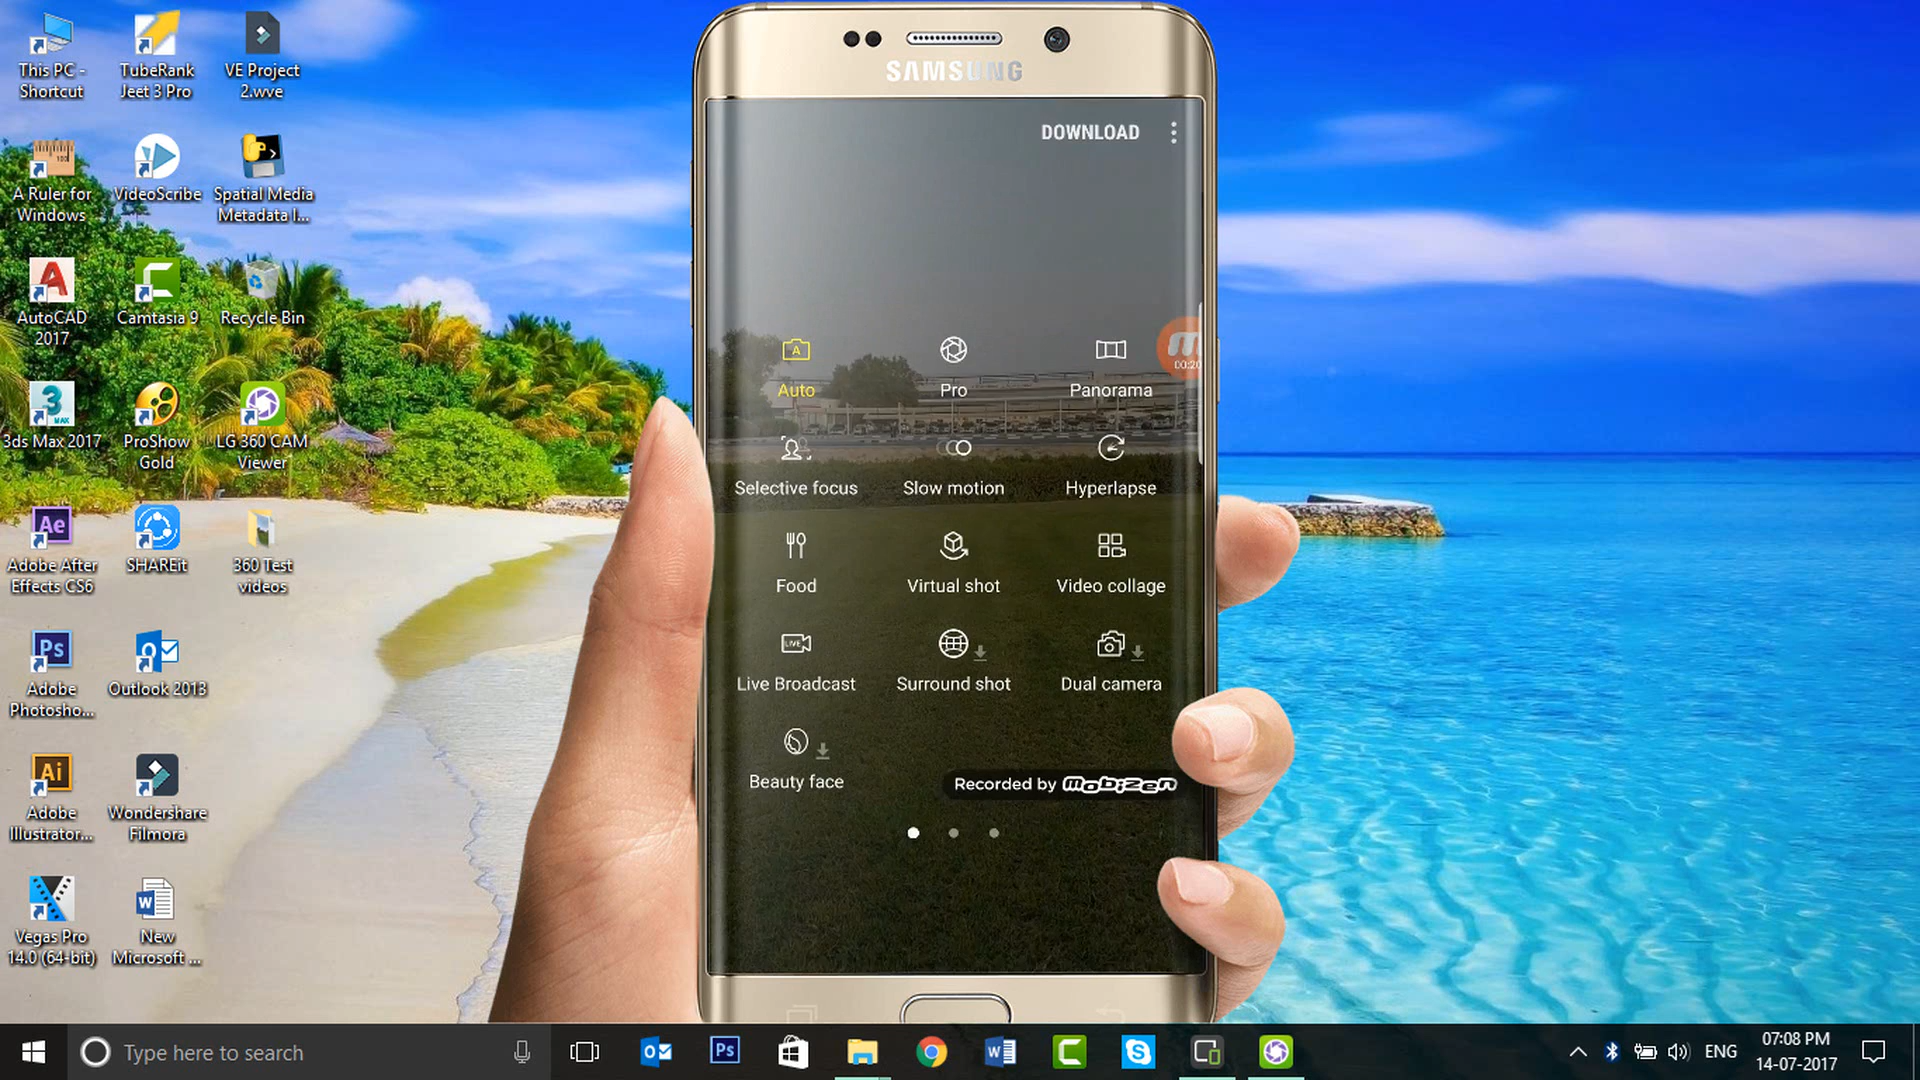 This PC -
Shortcut
TubeRank
Jeet 3 Pro
VE Project
2.wve
A Ruler for
Windows
VideoScribe
Spatial Media
Metadata I...
AutoCAD
2017
Camtasia 9
Recycle Bin
3ds Max 2017
ProShow
Gold
LG 360 CAM
Viewer
Adobe After
Effects CS6
SHAREit
360 Test
videos
Adobe
Photosho...
Outlook 2013
Adobe
Illustrator...
Wondershare
Filmora
Vegas Pro
14.0 (64-bit)
New
Microsoft ...
SAMSUNG
DOWNLOAD
00:20
Auto
Pro
Panorama
Selective focus
Slow motion
Hyperlapse
Food
Virtual shot
Video collage
LIVE
Live Broadcast
Surround shot
Dual camera
Beauty face
Recorded by mobizen
Type here to search
ENG
07:08 PM
14-07-2017